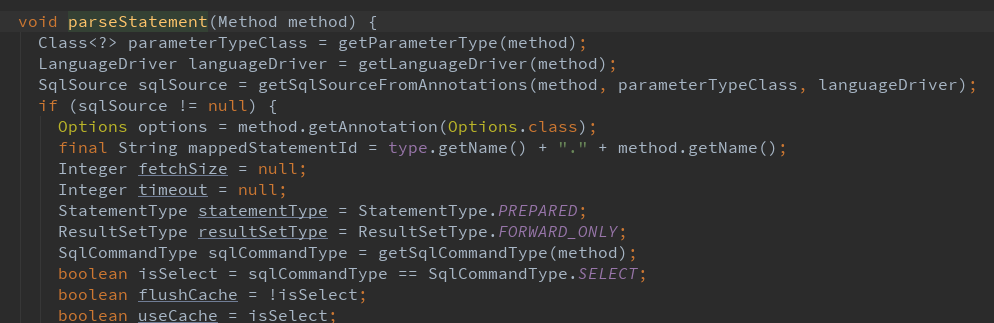 void parseStatement(Method method) {
  Class<?> parameterTypeClass = getParameterType(method);
  LanguageDriver languageDriver = getLanguageDriver(method);
  SqlSource sqlSource = getSqlSourceFromAnnotations(method, parameterTypeClass, languageDriver);
  if (sqlSource != null) {
    Options options = method.getAnnotation(Options.class);
    final String mappedStatementId = type.getName() + "." + method.getName();
    Integer fetchSize = null;
    Integer timeout = null;
    StatementType statementType = StatementType.PREPARED;
    ResultSetType resultSetType = ResultSetType.FORWARD_ONLY;
    SqlCommandType sqlCommandType = getSqlCommandType(method);
    boolean isSelect = sqlCommandType == SqlCommandType.SELECT;
    boolean flushCache = !isSelect;
    boolean useCache = isSelect;